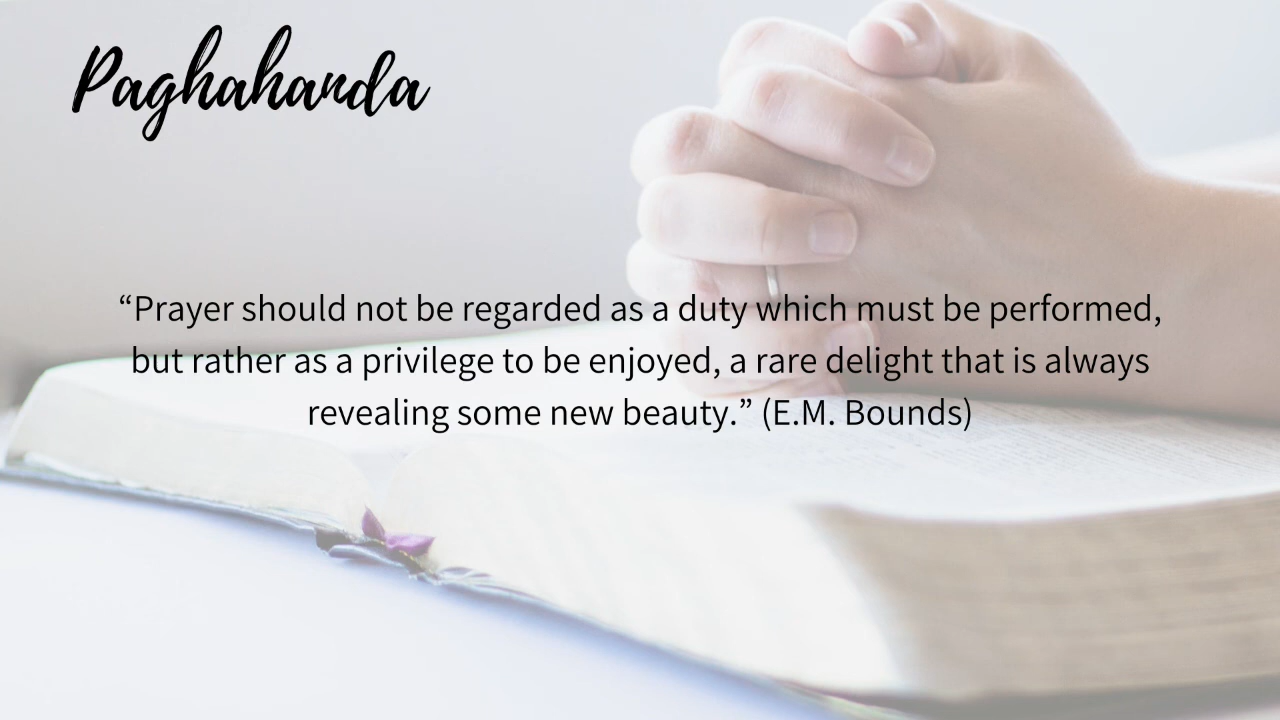 Paghahanda
“Prayer should not be regarded as a duty which must be performed,
but rather as a privilege to be enjoyed, a rare delight that is always
revealing some new beauty.” (E.M. Bounds)